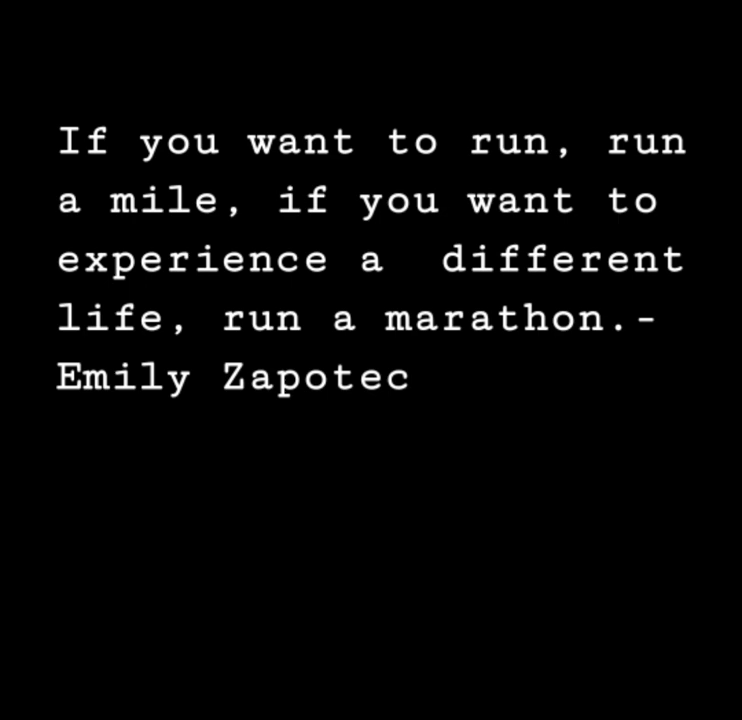 If you want to run, run
a mile, if you want to
experience a  different
life, run a marathon.-
Emily Zapotec